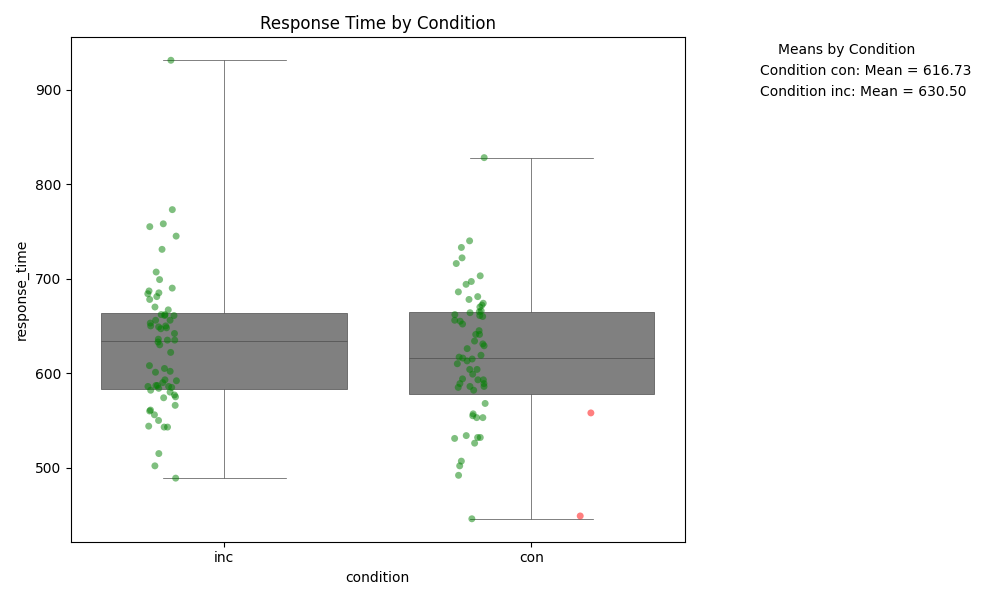 Response Time by Condition
Means by Condition
Condition con: Mean = 616.73
Condition inc: Mean = 630.50
900
800
700
600
500
response_time
inc
con
condition